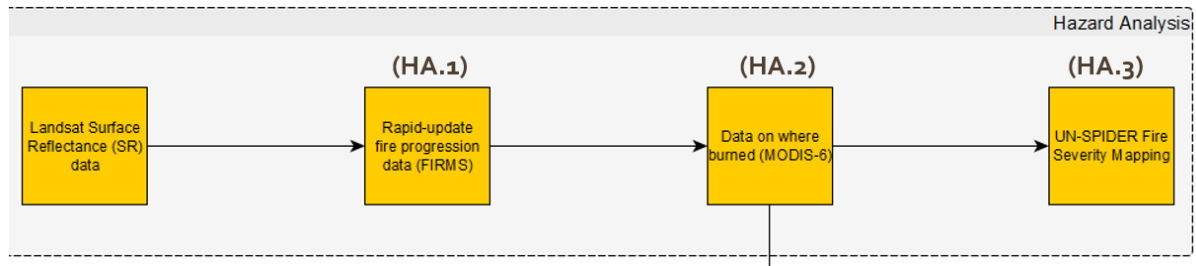 Hazard Analysis
(HA.1)
(HA.2)
(HA.3)
Landsat Surface
Reflectance (SR)
data
Rapid-update
fire progression
data (FIRMS)
Data on where
burned (MODIS-6)
UN-SPIDER Fire
Severity Mapping